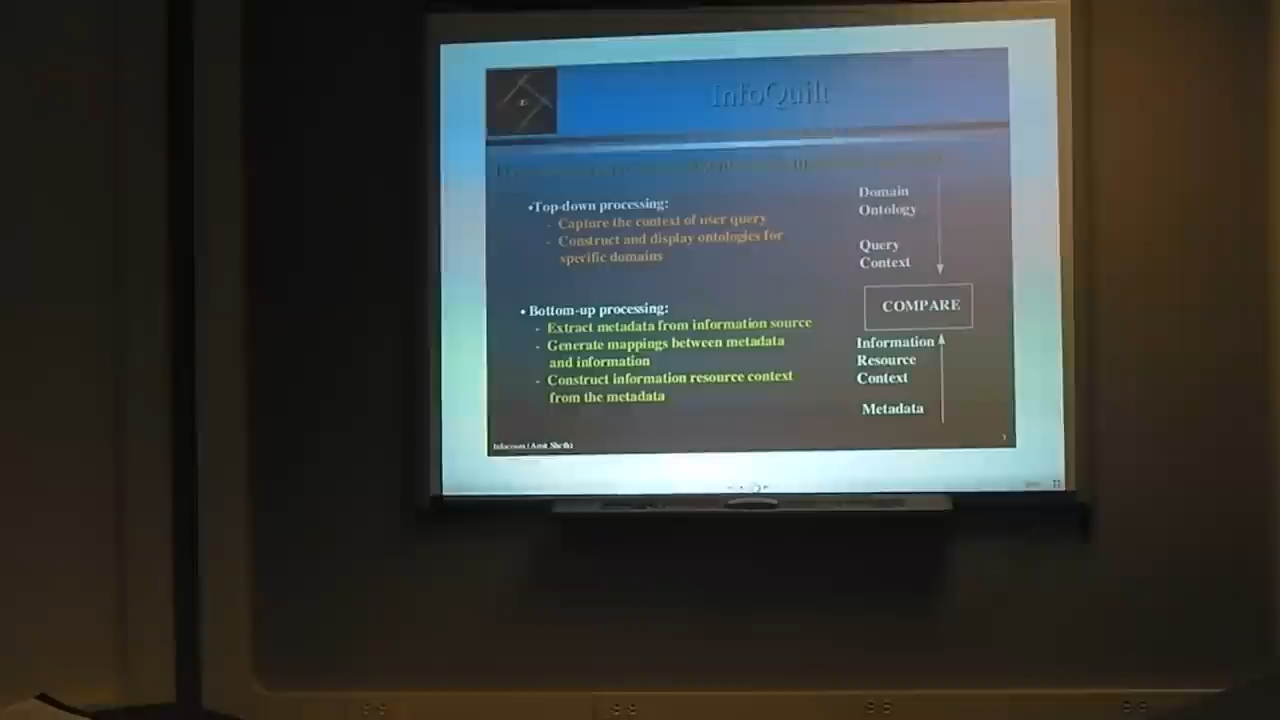 InfoQuilt
•Top-down processing:
- Capture the context of user query
- Construct and display ontologies for
specific domains
• Bottom-up processing:
- Extract metadata from information source
- Generate mappings between metadata
and information
- Construct information resource context
from the metadata
Domain
Ontology
Query
Context
COMPARE
Information
Resource
Context
Metadata
(Amit Sheth)